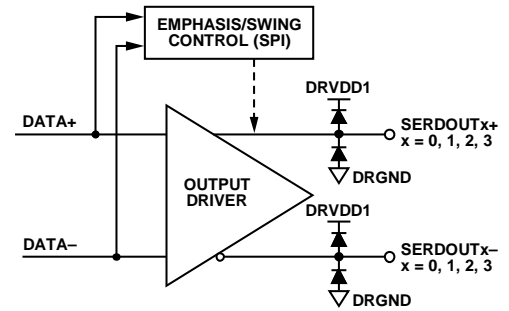 EMPHASIS/SWING
CONTROL (SPI)
DRVDD1
DATA+
SERDOUTx+
x = 0, 1, 2, 3
DRGND
OUTPUT
DRIVER
DRVDD1
DATA–
SERDOUTx–
x = 0, 1, 2, 3
DRGND